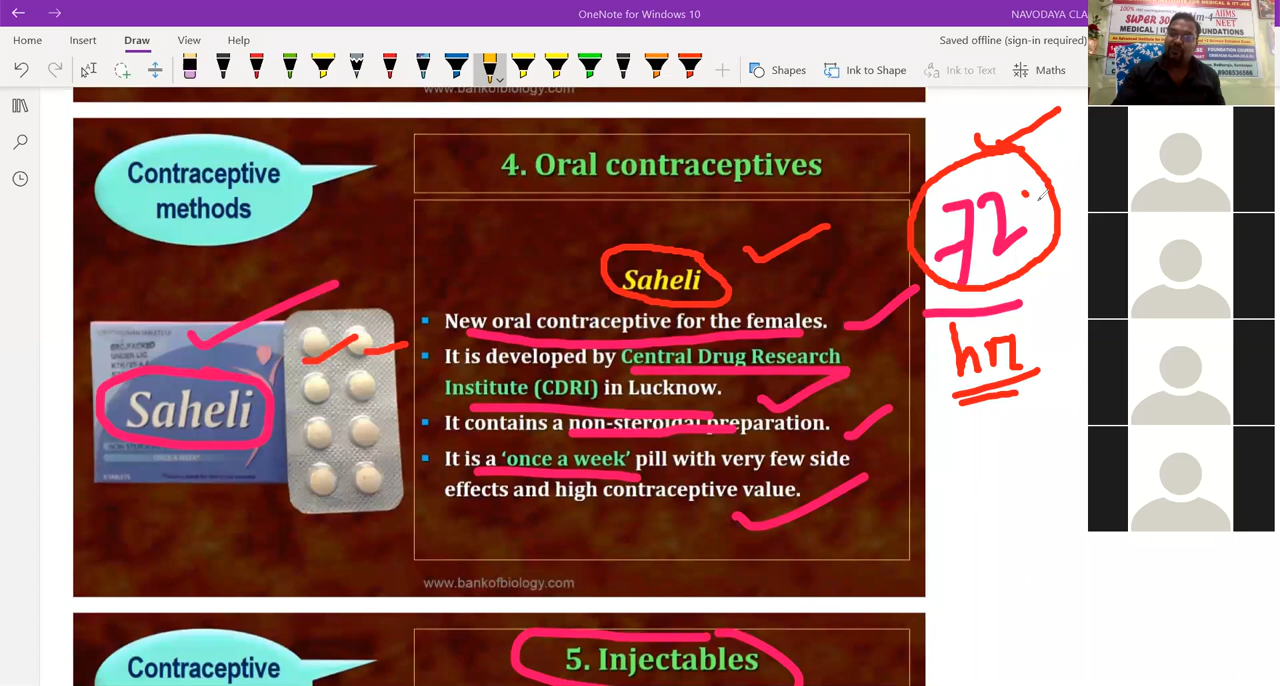 OneNote for Windows 10
NAVODAYA CLA
Home Insert Draw View Help
Saved offline (sign-in required)
Shapes
Ink to Shape
Ink to Text
Maths
SUPER 30
AIIMS
NEET
MEDICAL
FOUNDATION COURSE
www.bankofbiology.com
Contraceptive
methods
4. Oral contraceptives
Saheli
New oral contraceptive for the females.
It is developed by Central Drug Research
Institute (CDRI) in Lucknow.
It contains a non-steroidal preparation.
It is a ‘once a week’ pill with very few side
effects and high contraceptive value.
72
hr
Saheli
www.bankofbiology.com
Contraceptive
5. Injectables